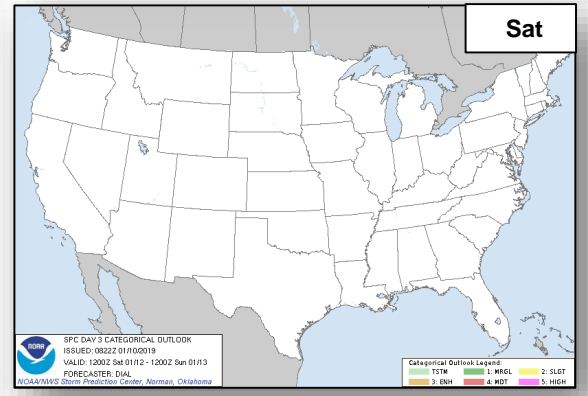 Sat
SPC DAY 3 CATEGORICAL OUTLOOK
ISSUED: 0822Z 01/10/2019
VALID: 1200Z Sat 01/12 - 1200Z Sun 01/13
FORECASTER: DIAL
NOAA/NWS Storm Prediction Center, Norman, Oklahoma
NOAA
Categorical Outlook Legend:
TSTM 1: MRGL 2: SLGT
3: ENH 4: MDT 5: HIGH